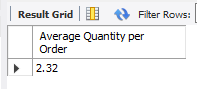 Result Grid Filter Rows:
Average Quantity per
Order
2.32